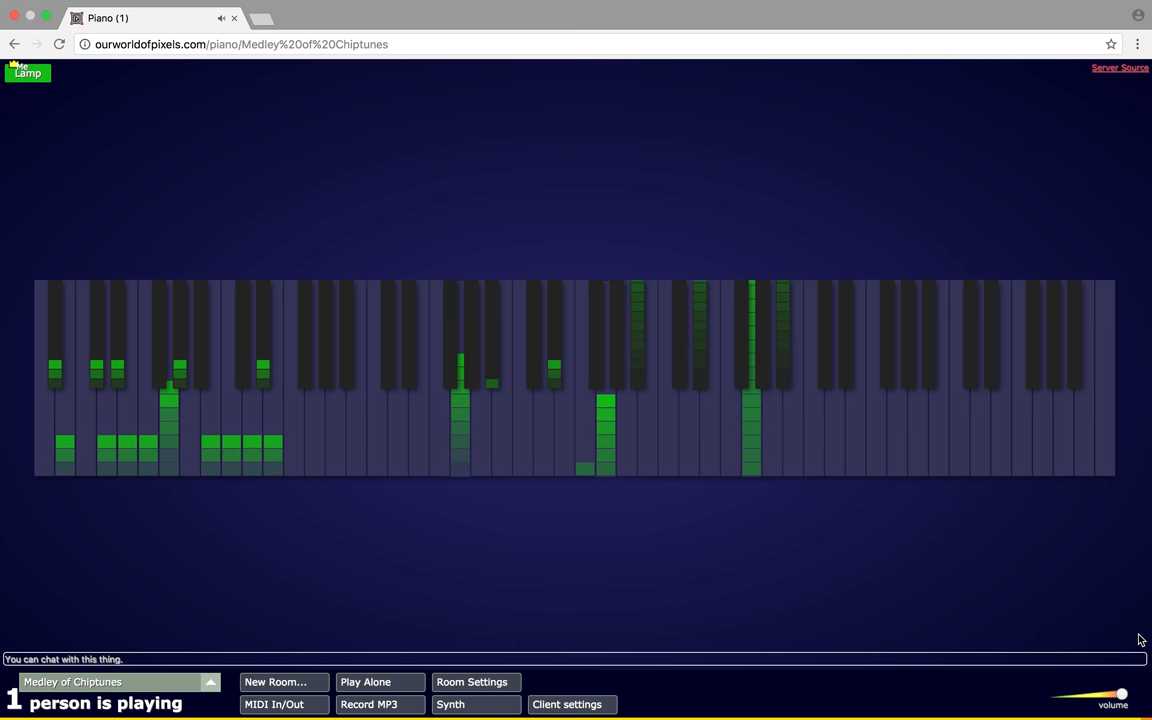 Piano (1)
ourworldofpixels.com/piano/Medley%20of%20Chiptunes
Me
Lamp
Server Source
You can chat with this thing.
Medley of Chiptunes
New Room...
Play Alone
Room Settings
1 person is playing
MIDI In/Out
Record MP3
Synth
Client settings
volume